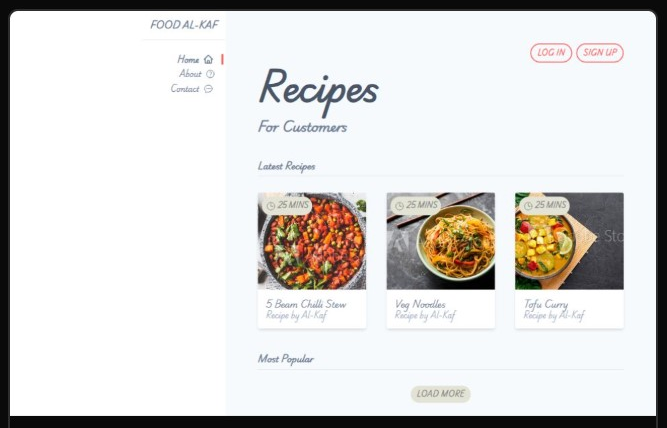 FOOD AL-KAF
Home
About
Contact
LOG IN
SIGN UP
Recipes
For Customers
Latest Recipes
25 MINS
25 MINS
25 MINS
5 Beam Chilli Stew
Recipe by Al-Kaf
Veg Noodles
Recipe by Al-Kaf
Tofu Curry
Recipe by Al-Kaf
Most Popular
LOAD MORE